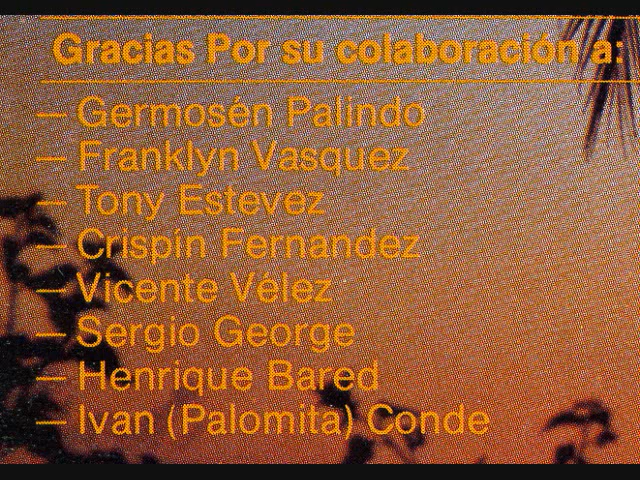 Gracias Por su colaboración a:
— Germosén Palindo
— Franklyn Vasquez
— Tony Estevez
— Crispín Fernandez
— Vicente Vélez
— Sergio George
— Henrique Bared
— Ivan (Palomita) Conde